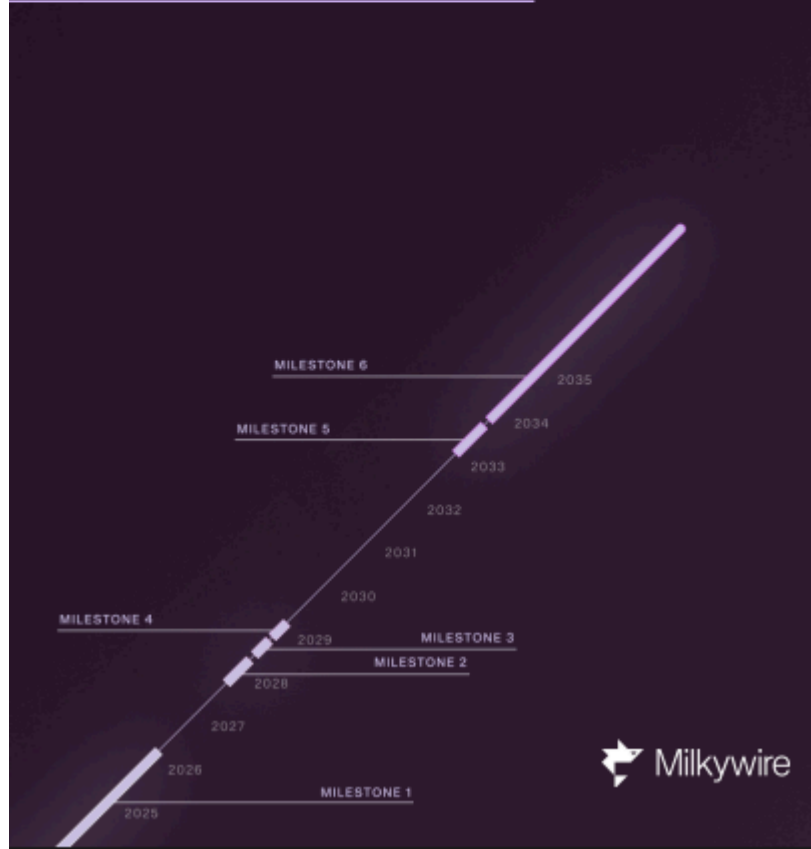 MILESTONE 6
2035
2034
MILESTONE 5
2033
2032
2031
2030
MILESTONE 4
2029
MILESTONE 3
MILESTONE 2
2028
2027
Milkywire
2026
MILESTONE 1
2025